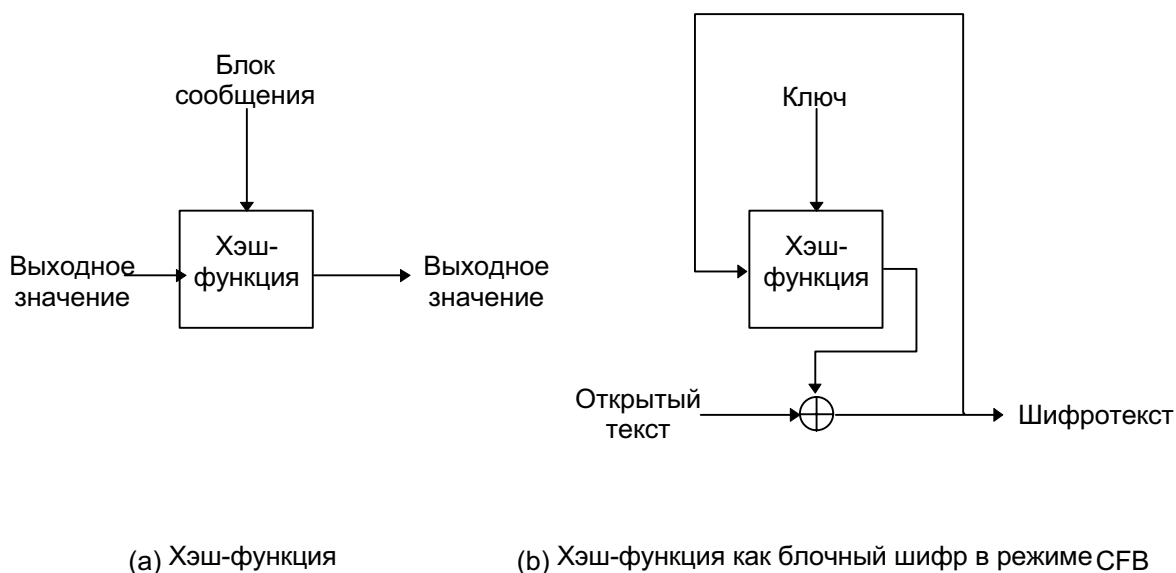 Блок
сообщения
Выходное
значение
Хэш-
функция
Выходное
значение
Ключ
Хэш-
функция
Открытый
текст
Шифротекст
(a) Хэш-функция
(b) Хэш-функция как блочный шифр в режиме CFB